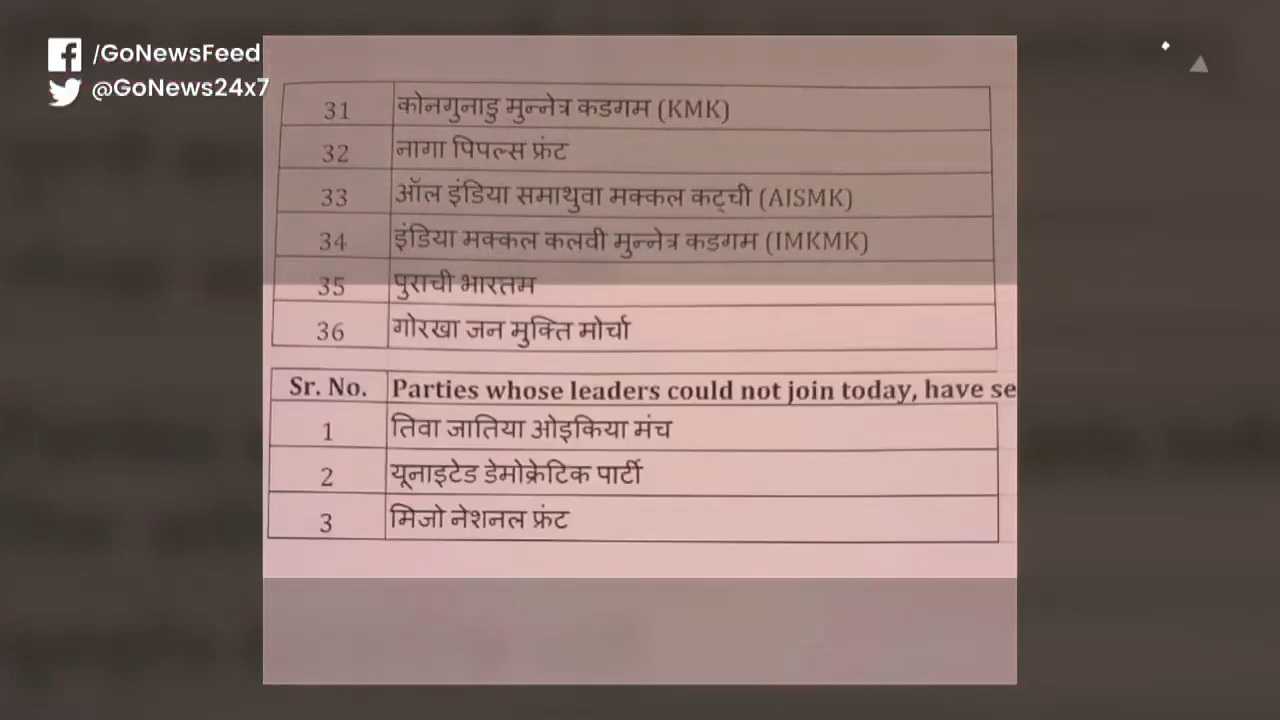 /GoNewsFeed
@GoNews24x7
31 कोनगुनाडु मुन्नेत्र कडगम (KMK)
32 नागा पिपल्स फ्रंट
33 ऑल इंडिया समाथुवा मक्कल कट्ची (AISMK)
34 इंडिया मक्कल कलवी मुन्नेत्र कडगम (IMKMK)
35 पुराची भारतम
36 गोरखा जन मुक्ति मोर्चा
Sr. No. Parties whose leaders could not join today, have se
1 तिवा जातिया ओइकिया मंच
2 यूनाइटेड डेमोक्रेटिक पार्टी
3 मिजो नेशनल फ्रंट